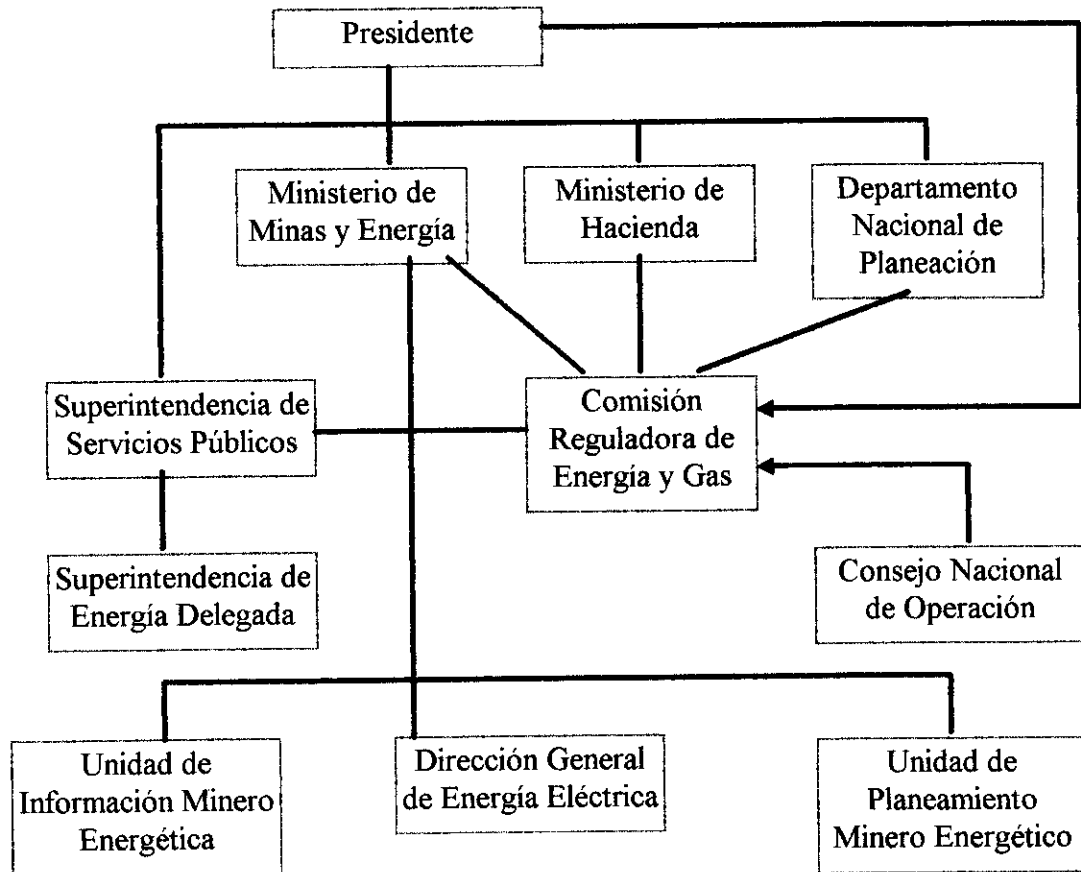 Presidente
Ministerio de
Minas y Energía
Ministerio de
Hacienda
Departamento
Nacional de
Planeación
Superintendencia de
Servicios Públicos
Comisión
Reguladora de
Energía y Gas
Superintendencia de
Energía Delegada
Consejo Nacional
de Operación
Unidad de
Información Minero
Energética
Dirección General
de Energía Eléctrica
Unidad de
Planeamiento
Minero Energético